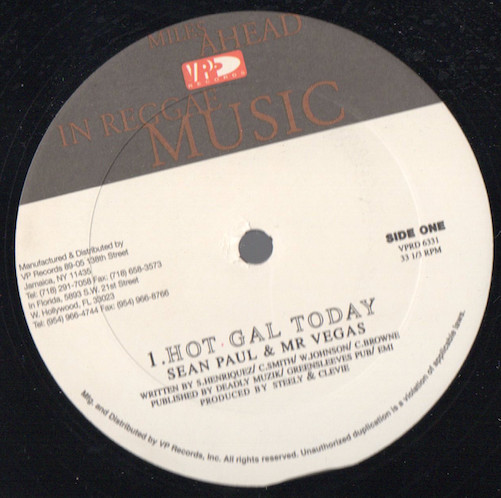 MILES
AHEAD
VP
RECORDS
IN REGGAE
MUSIC
Manufactured & Distributed by
VP Records 89-05 138th Street
Jamaica, NY 11435
Tel: (718) 291-7058 Fax: (718) 658-3573
In Florida, 5893 S.W. 21st Street
W. Hollywood, FL 33023
Tel: (954) 966-4744 Fax: (954) 966-8766
SIDE ONE
VPRD 6331
33 1/3 RPM
1. HOT GAL TODAY
SEAN PAUL & MR VEGAS
WRITTEN BY S.HENRIQUEZ/ C.SMITH/ W.JOHNSON/ C.BROWNE
PUBLISHED BY DEADLY MUZIK/ GREENSLEEVES PUB/ EMI
PRODUCED BY STEELY & CLEVIE
Mfg. and Distributed by VP Records, Inc. All rights reserved. Unauthorized duplication is a violation of applicable laws.